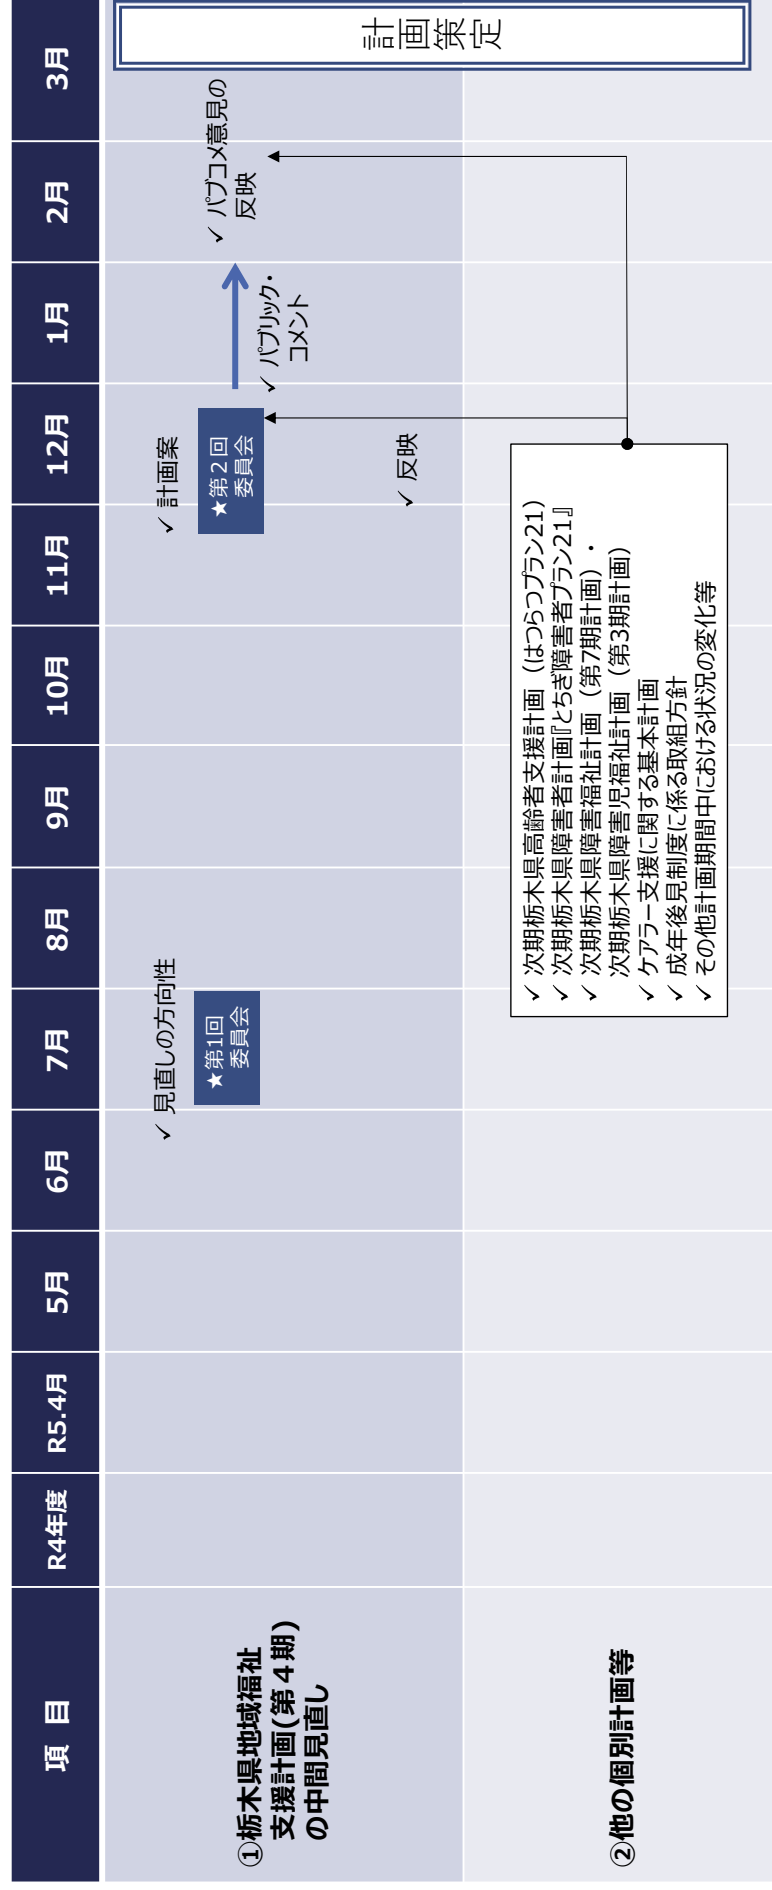 項 目
R4年度
R5.4月
5月
6月
7月
8月
9月
10月
11月
12月
1月
2月
3月
①栃木県地域福祉
支援計画(第４期)
の中間見直し
✓ 見直しの方向性
★第1回
委員会
✓ 計画案
★第２回
委員会
✓ パブリック・
コメント
✓ パブコメ意見の
反映
✓ 反映
計画策定
②他の個別計画等
✓ 次期栃木県高齢者支援計画（はつらつプラン21）
✓ 次期栃木県障害者計画『とちぎ障害者プラン21』
✓ 次期栃木県障害福祉計画（第7期計画）・
次期栃木県障害児福祉計画（第3期計画）
✓ ケアラー支援に関する基本計画
✓ 成年後見制度に係る取組方針
✓ その他計画期間中における状況の変化等